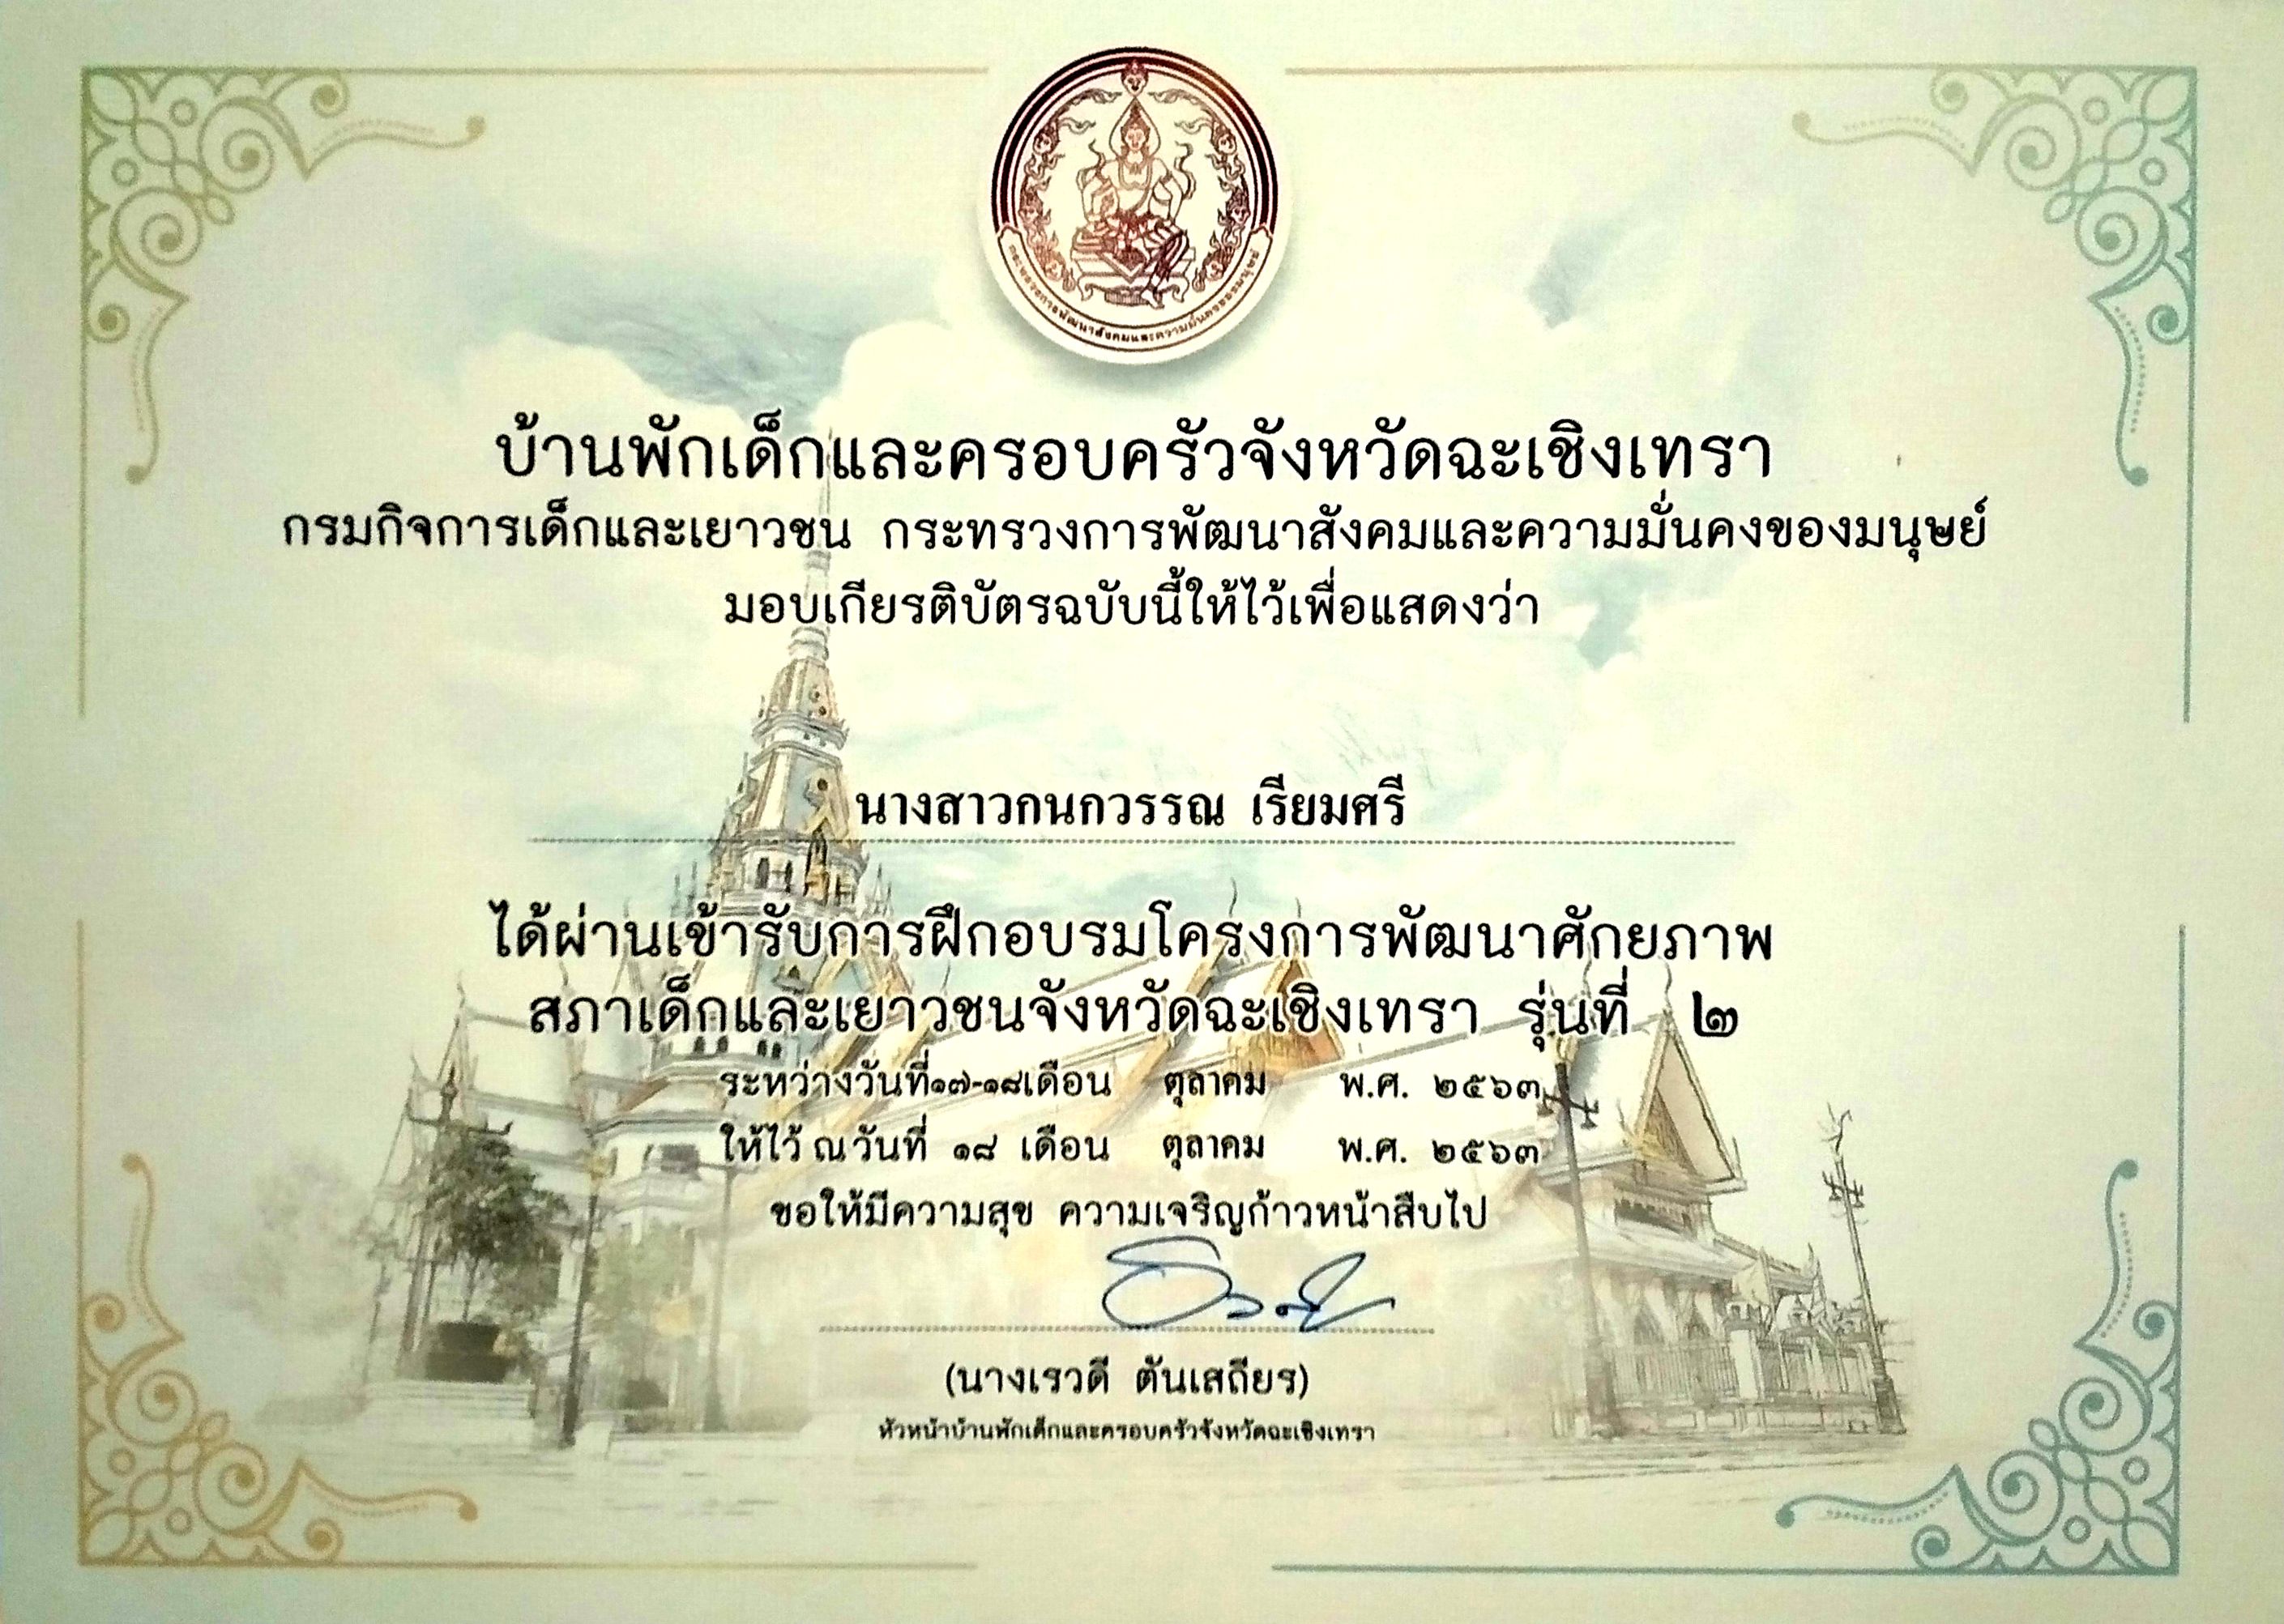 กระทรวงการพัฒนาสังคมและความมั่นคงของมนุษย์
บ้านพักเด็กและครอบครัวจังหวัดฉะเชิงเทรา
กรมกิจการเด็กและเยาวชน กระทรวงการพัฒนาสังคมและความมั่นคงของมนุษย์
มอบเกียรติบัตรฉบับนี้ให้ไว้เพื่อแสดงว่า
นางสาวกนกวรรณ เรียมศรี
ได้ผ่านเข้ารับการฝึกอบรมโครงการพัฒนาศักยภาพ
สภาเด็กและเยาวชนจังหวัดฉะเชิงเทรา รุ่นที่ ๒
ระหว่างวันที่๑๗-๑๘เดือน ตุลาคม พ.ศ. ๒๕๖๓
ให้ไว้ ณ วันที่ ๑๘ เดือน ตุลาคม พ.ศ. ๒๕๖๓
ขอให้มีความสุข ความเจริญก้าวหน้าสืบไป
(นางเรวดี ตันเสถียร)
หัวหน้าบ้านพักเด็กและครอบครัวจังหวัดฉะเชิงเทรา